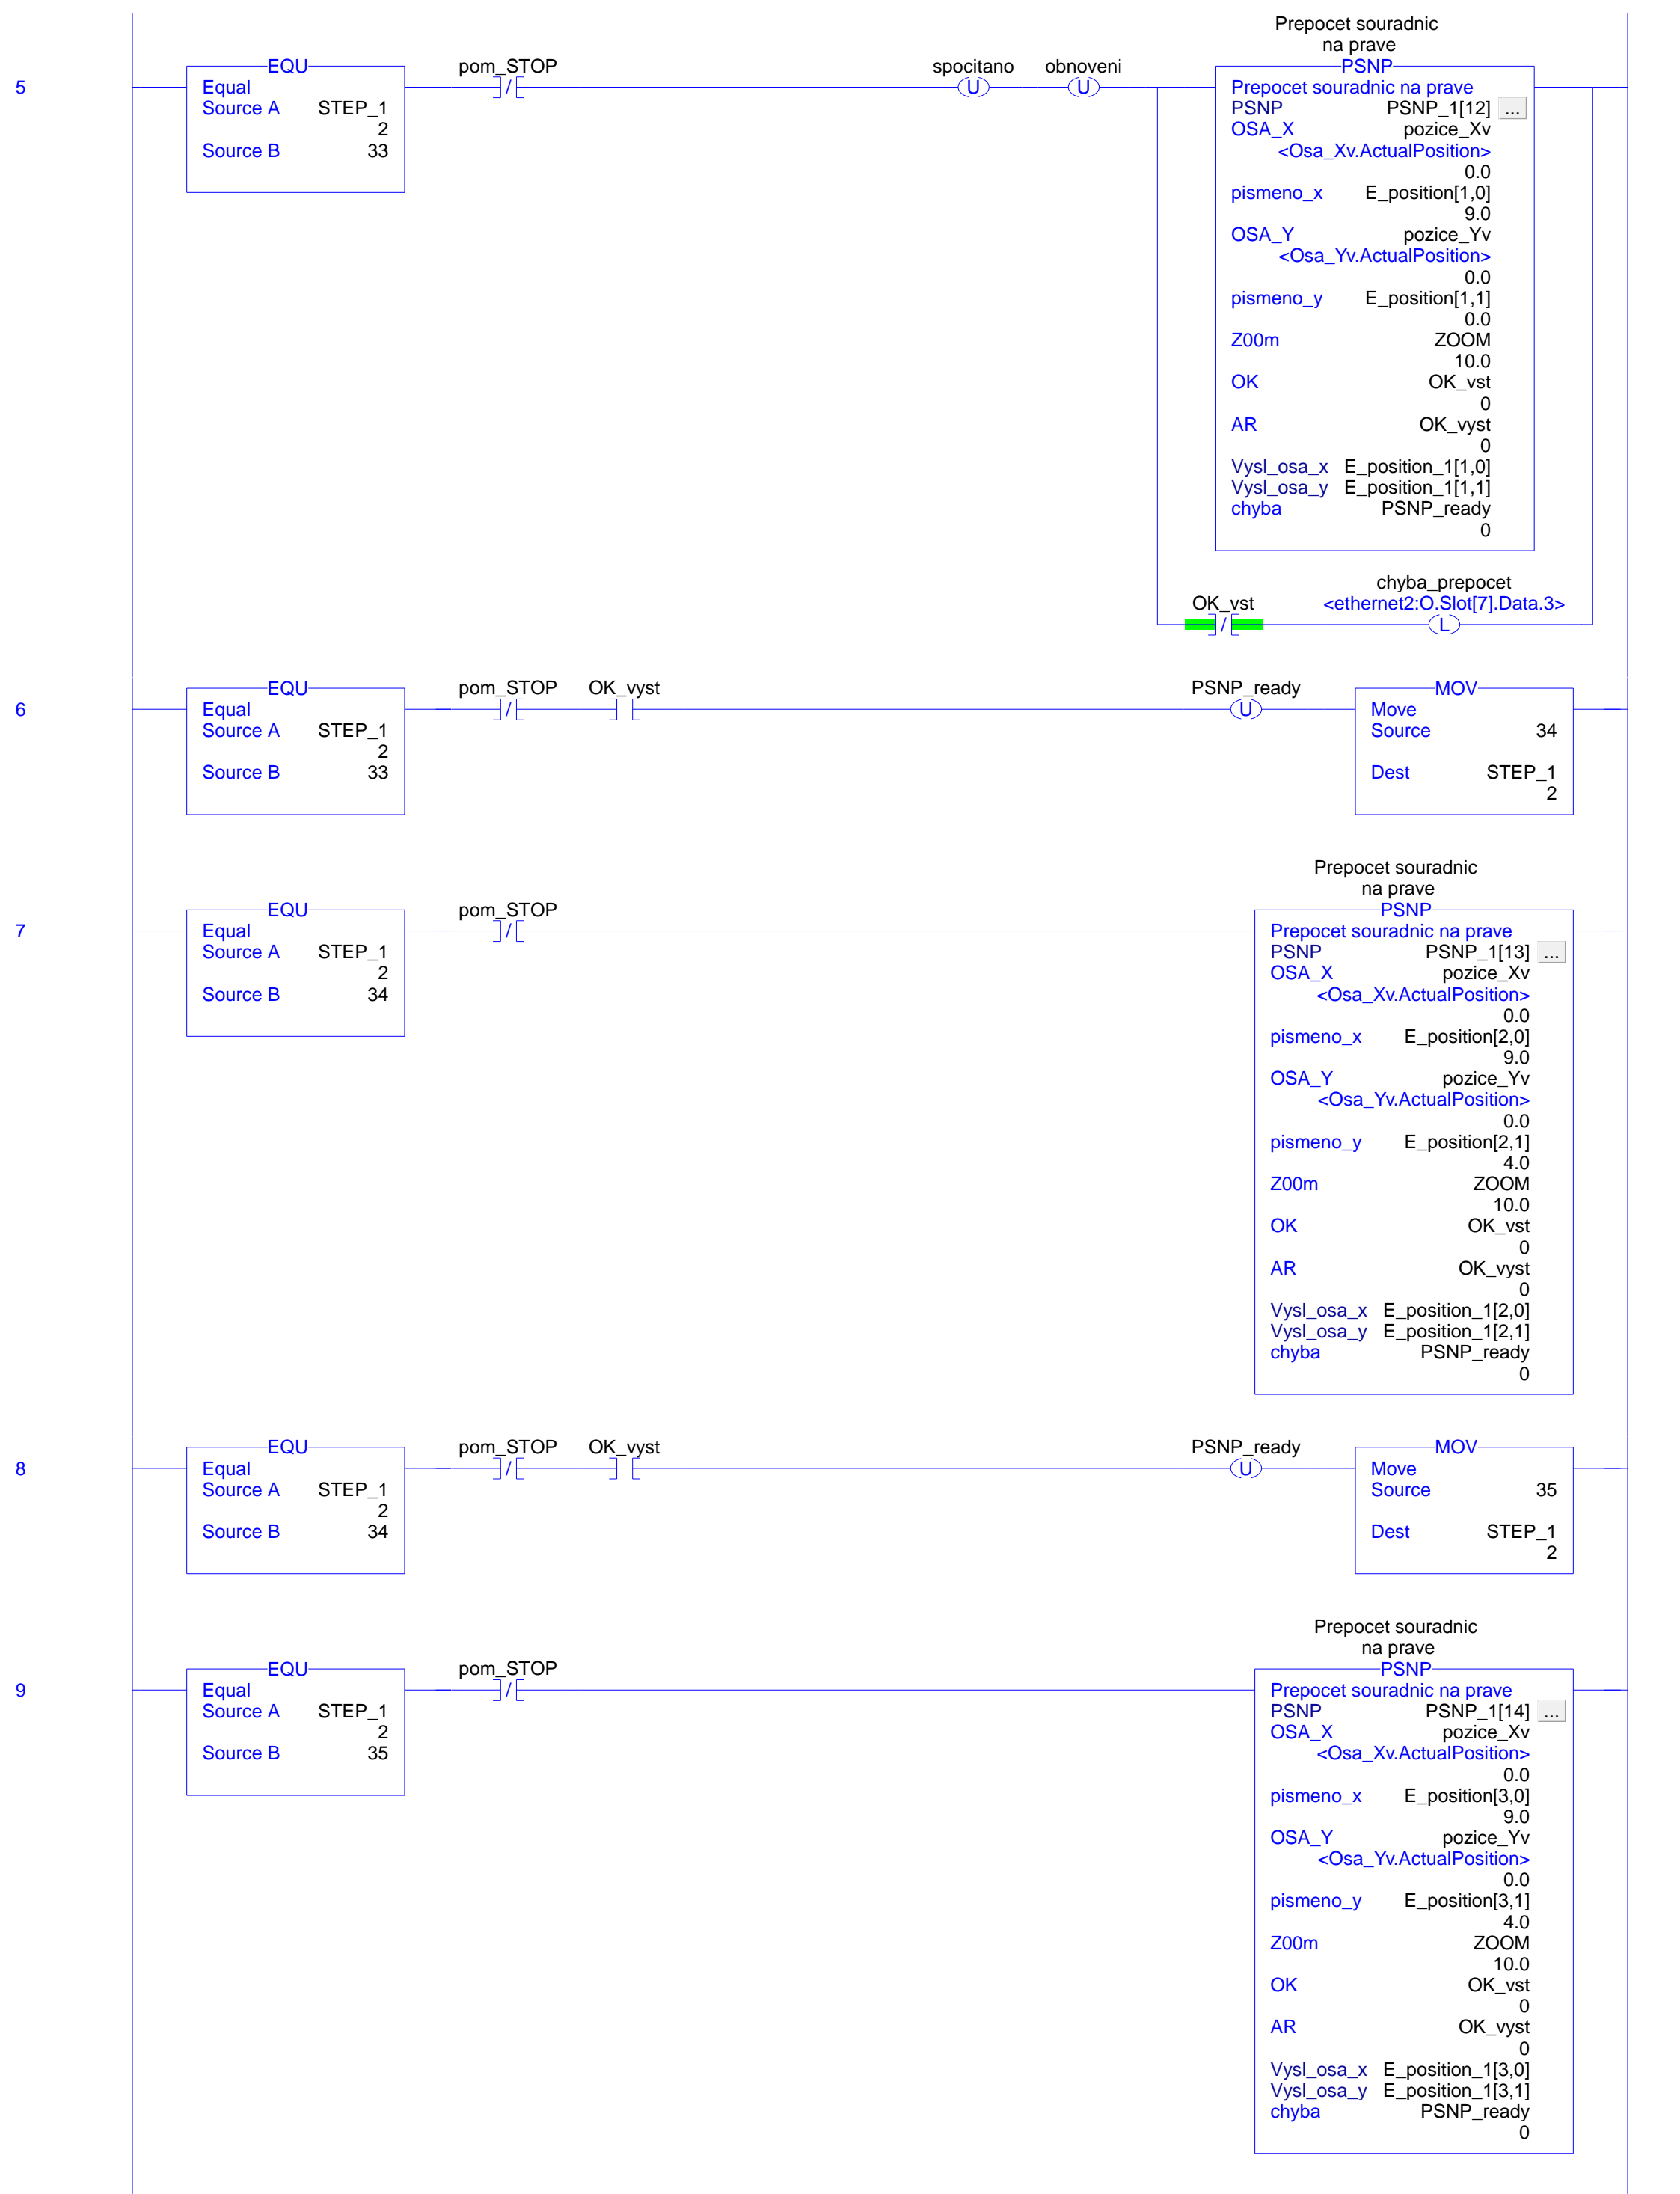 Prepocet souradnic
na prave
5
EQU
Equal
Source A STEP_1
2
Source B 33
pom_STOP
/
spocitano
U
obnoveni
U
PSNP
Prepocet souradnic na prave
PSNP PSNP_1[12] ...
OSA_X pozice_Xv
<Osa_Xv.ActualPosition>
0.0
pismeno_x E_position[1,0]
9.0
OSA_Y pozice_Yv
<Osa_Yv.ActualPosition>
0.0
pismeno_y E_position[1,1]
0.0
Z00m ZOOM
10.0
OK OK_vst
0
AR OK_vyst
0
Vysl_osa_x E_position_1[1,0]
Vysl_osa_y E_position_1[1,1]
chyba PSNP_ready
0
OK_vst
/
chyba_prepocet
<ethernet2:O.Slot[7].Data.3>
L
6
EQU
Equal
Source A STEP_1
2
Source B 33
pom_STOP
/
OK_vyst
PSNP_ready
U
MOV
Move
Source 34
Dest STEP_1
2
Prepocet souradnic
na prave
7
EQU
Equal
Source A STEP_1
2
Source B 34
pom_STOP
/
PSNP
Prepocet souradnic na prave
PSNP PSNP_1[13] ...
OSA_X pozice_Xv
<Osa_Xv.ActualPosition>
0.0
pismeno_x E_position[2,0]
9.0
OSA_Y pozice_Yv
<Osa_Yv.ActualPosition>
0.0
pismeno_y E_position[2,1]
4.0
Z00m ZOOM
10.0
OK OK_vst
0
AR OK_vyst
0
Vysl_osa_x E_position_1[2,0]
Vysl_osa_y E_position_1[2,1]
chyba PSNP_ready
0
8
EQU
Equal
Source A STEP_1
2
Source B 34
pom_STOP
/
OK_vyst
PSNP_ready
U
MOV
Move
Source 35
Dest STEP_1
2
Prepocet souradnic
na prave
9
EQU
Equal
Source A STEP_1
2
Source B 35
pom_STOP
/
PSNP
Prepocet souradnic na prave
PSNP PSNP_1[14] ...
OSA_X pozice_Xv
<Osa_Xv.ActualPosition>
0.0
pismeno_x E_position[3,0]
9.0
OSA_Y pozice_Yv
<Osa_Yv.ActualPosition>
0.0
pismeno_y E_position[3,1]
4.0
Z00m ZOOM
10.0
OK OK_vst
0
AR OK_vyst
0
Vysl_osa_x E_position_1[3,0]
Vysl_osa_y E_position_1[3,1]
chyba PSNP_ready
0